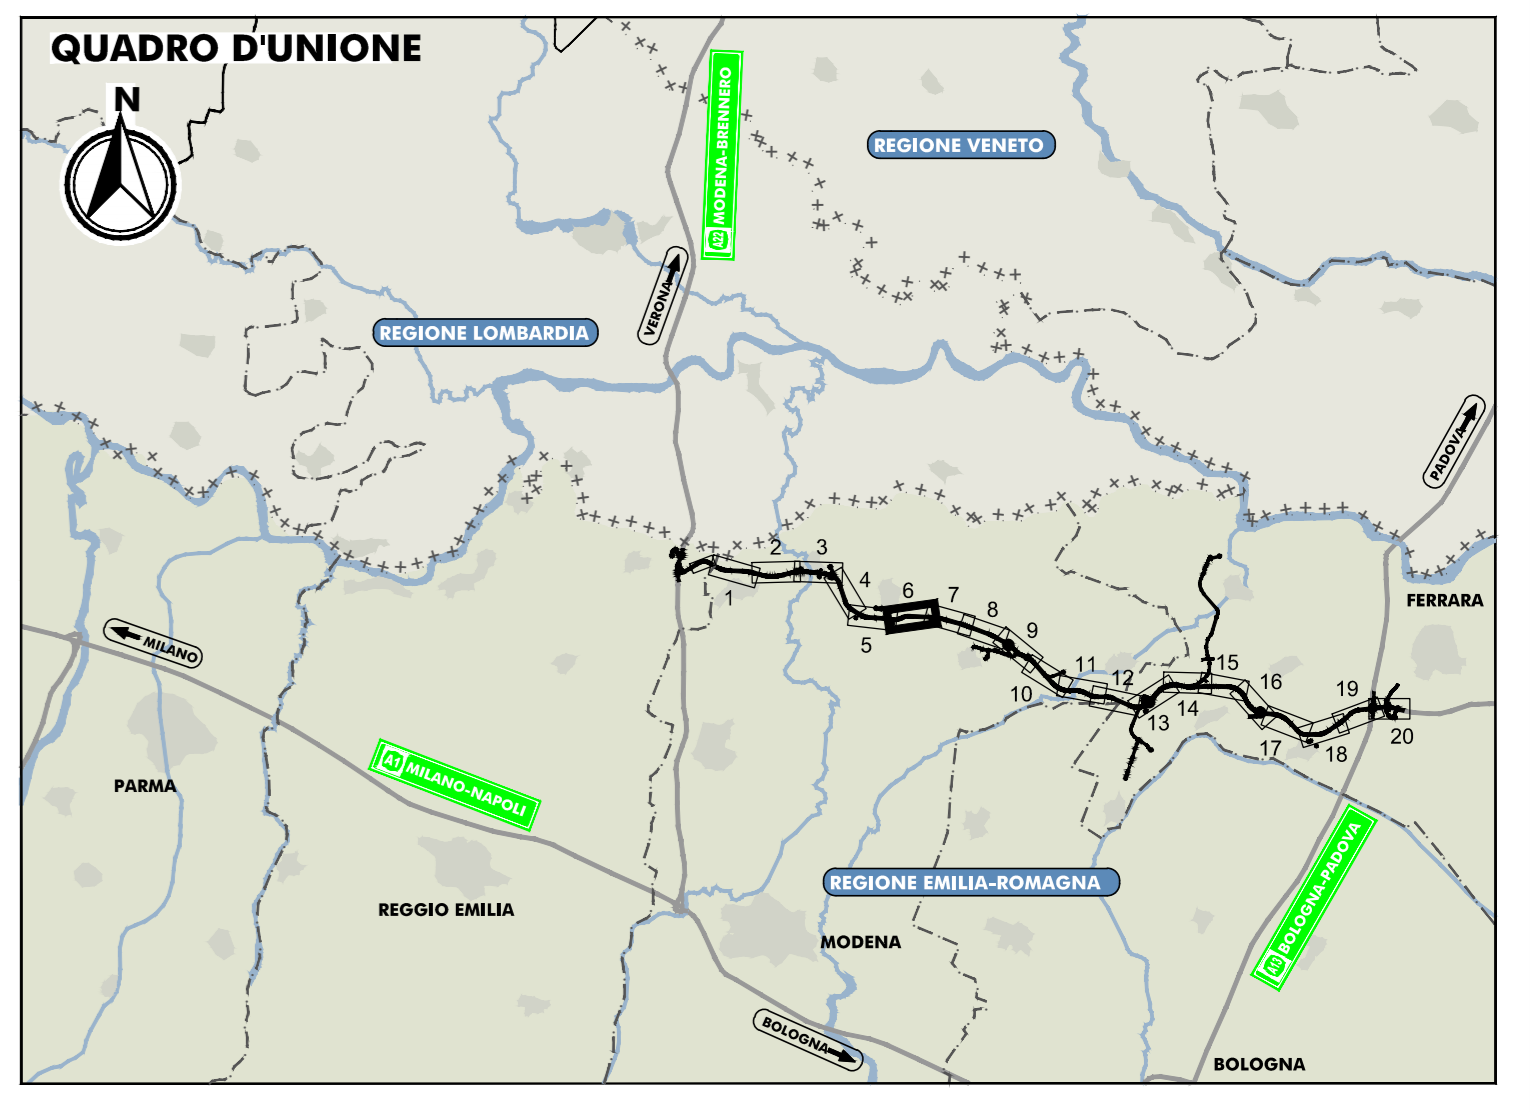 QUADRO D'UNIONE
N
A22 MODENA-BRENNERO
REGIONE VENETO
VERONA
REGIONE LOMBARDIA
PADOVA
2
3
1
4
5
6
7
8
9
10
11
12
13
14
15
16
17
18
19
20
FERRARA
MILANO
A1 MILANO-NAPOLI
PARMA
REGGIO EMILIA
REGIONE EMILIA-ROMAGNA
MODENA
A13 BOLOGNA-PADOVA
BOLOGNA
BOLOGNA